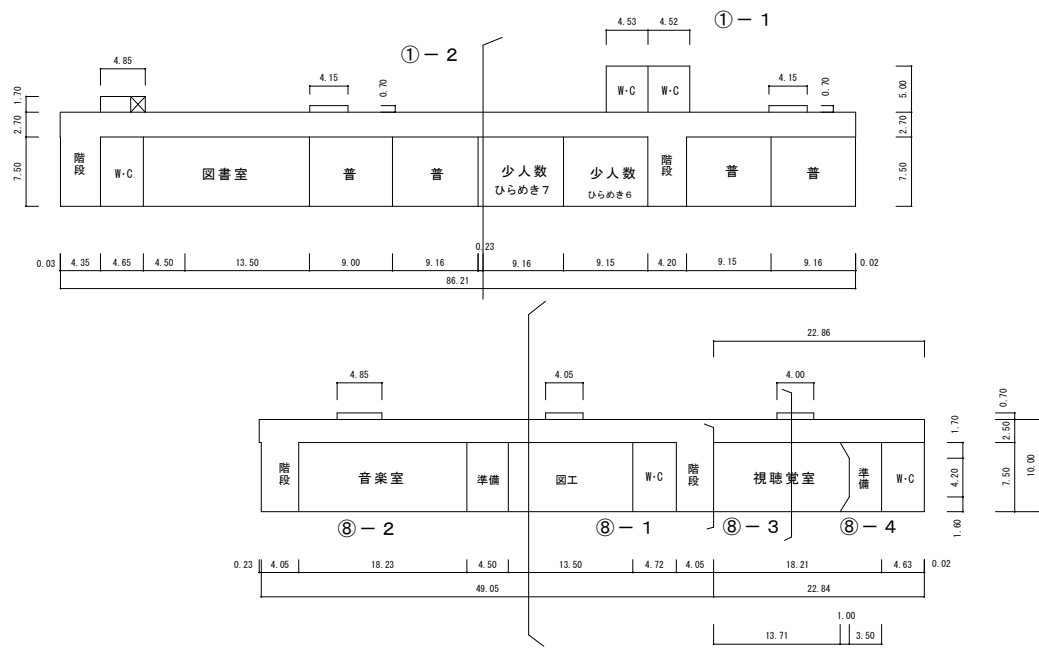 4.53 4.52 ①－1
①－2
4.85 4.15 0.70 4.15 0.70
1.70 W・C W・C 5.00
2.70 2.70
7.50 階段 W・C 図書室 普 普 少人数 ひらめき7 少人数 ひらめき6 階段 普 普 7.50
0.23
0.03 4.35 4.65 4.50 13.50 9.00 9.16 9.16 9.15 4.20 9.15 9.16 0.02
86.21
22.86
4.85 4.05 4.00
0.70
1.70 2.50
階段 音楽室 準備 図工 W・C 階段 視聴覚室 準備 W・C 4.20 7.50 10.00
⑧－2 ⑧－1 ⑧－3 ⑧－4 1.60
0.23 4.05 18.23 4.50 13.50 4.72 4.05 18.21 4.63 0.02
49.05 22.84
1.00
13.71 3.50